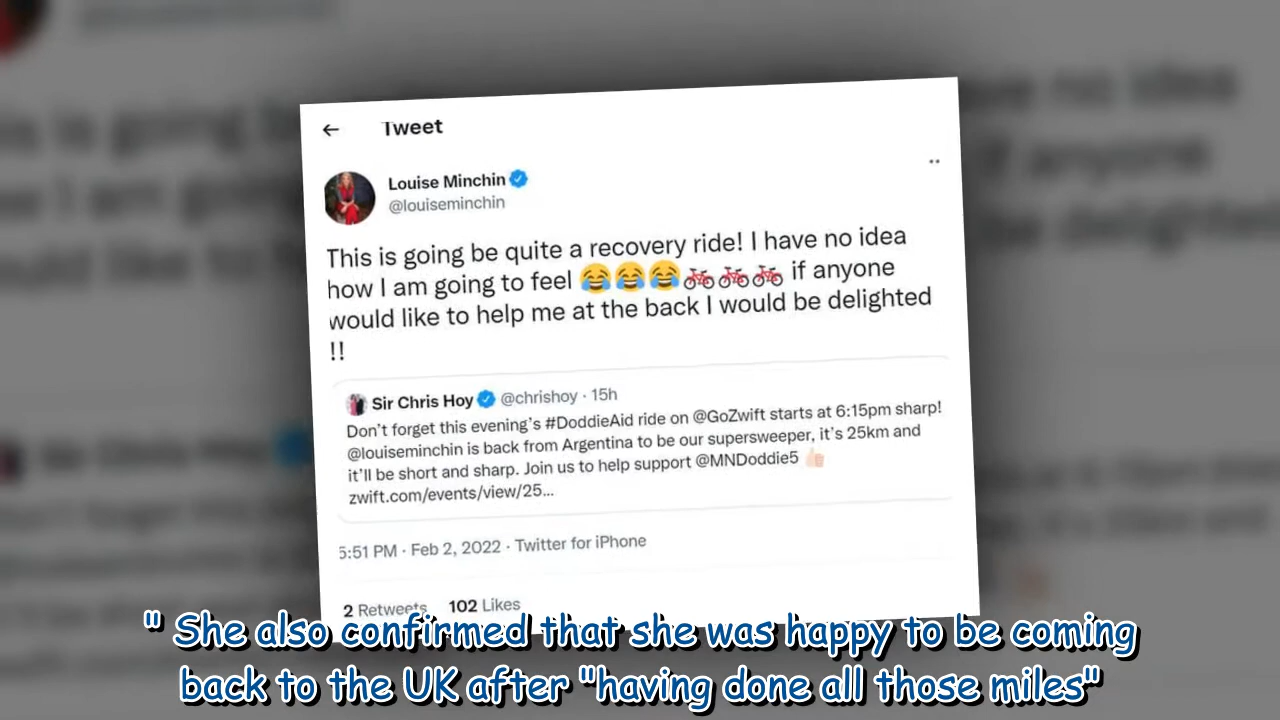 Tweet
Louise Minchin
@louiseminchin
This is going be quite a recovery ride! I have no idea
how I am going to feel 😂😂😂🚲🚲🚲 if anyone
would like to help me at the back I would be delighted
!!
Sir Chris Hoy @chrishoy · 15h
Don't forget this evening's #DoddieAid ride on @GoZwift starts at 6:15pm sharp!
@louiseminchin is back from Argentina to be our supersweeper, it's 25km and
it'll be short and sharp. Join us to help support @MNDoddie5 👍🏻
zwift.com/events/view/25...
5:51 PM · Feb 2, 2022 · Twitter for iPhone
2 Retweets 102 Likes
" She also confirmed that she was happy to be coming
back to the UK after "having done all those miles"